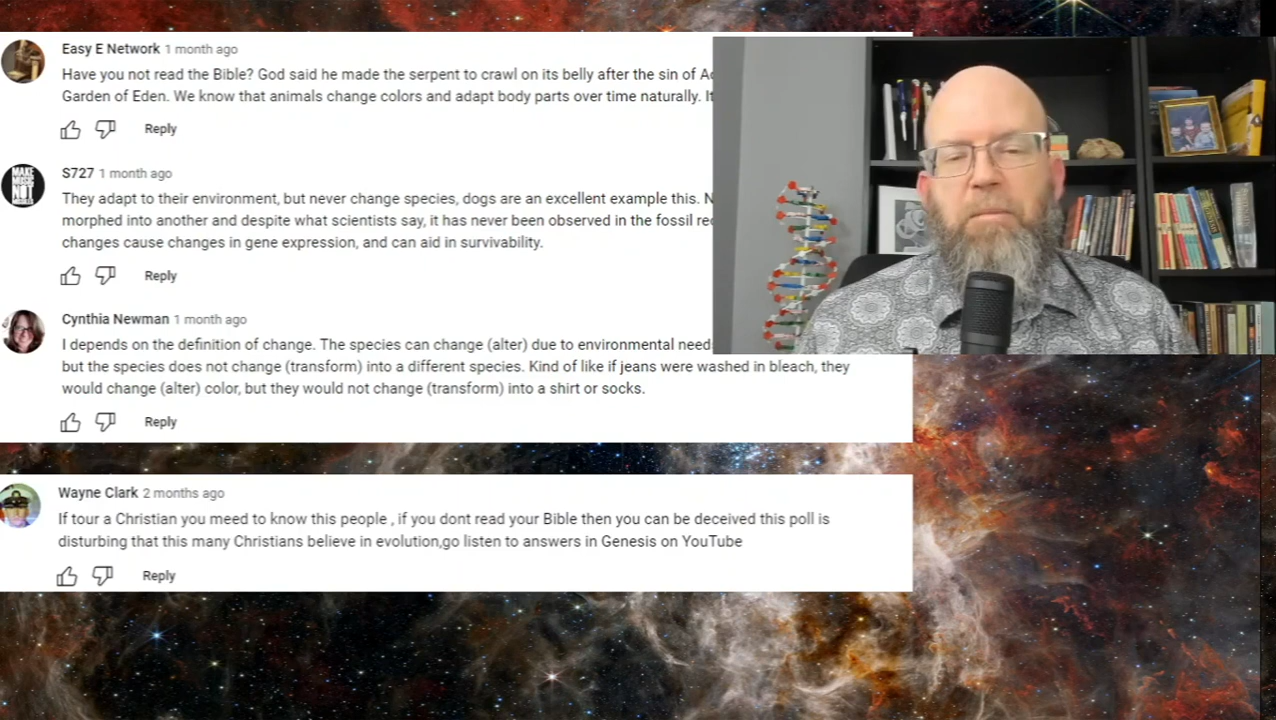 Easy E Network 1 month ago
Have you not read the Bible? God said he made the serpent to crawl on its belly after the sin of
Garden of Eden. We know that animals change colors and adapt body parts over time naturally.
Reply
S727 1 month ago
They adapt to their environment, but never change species, dogs are an excellent example this.
morphed into another and despite what scientists say, it has never been observed in the fossil
changes cause changes in gene expression, and can aid in survivability.
Reply
Cynthia Newman 1 month ago
I depends on the definition of change. The species can change (alter) due to environmental need
but the species does not change (transform) into a different species. Kind of like if jeans were washed in bleach, they
would change (alter) color, but they would not change (transform) into a shirt or socks.
Reply
Wayne Clark 2 months ago
If tour a Christian you meed to know this people , if you dont read your Bible then you can be deceived this poll is
disturbing that this many Christians believe in evolution,go listen to answers in Genesis on YouTube
Reply